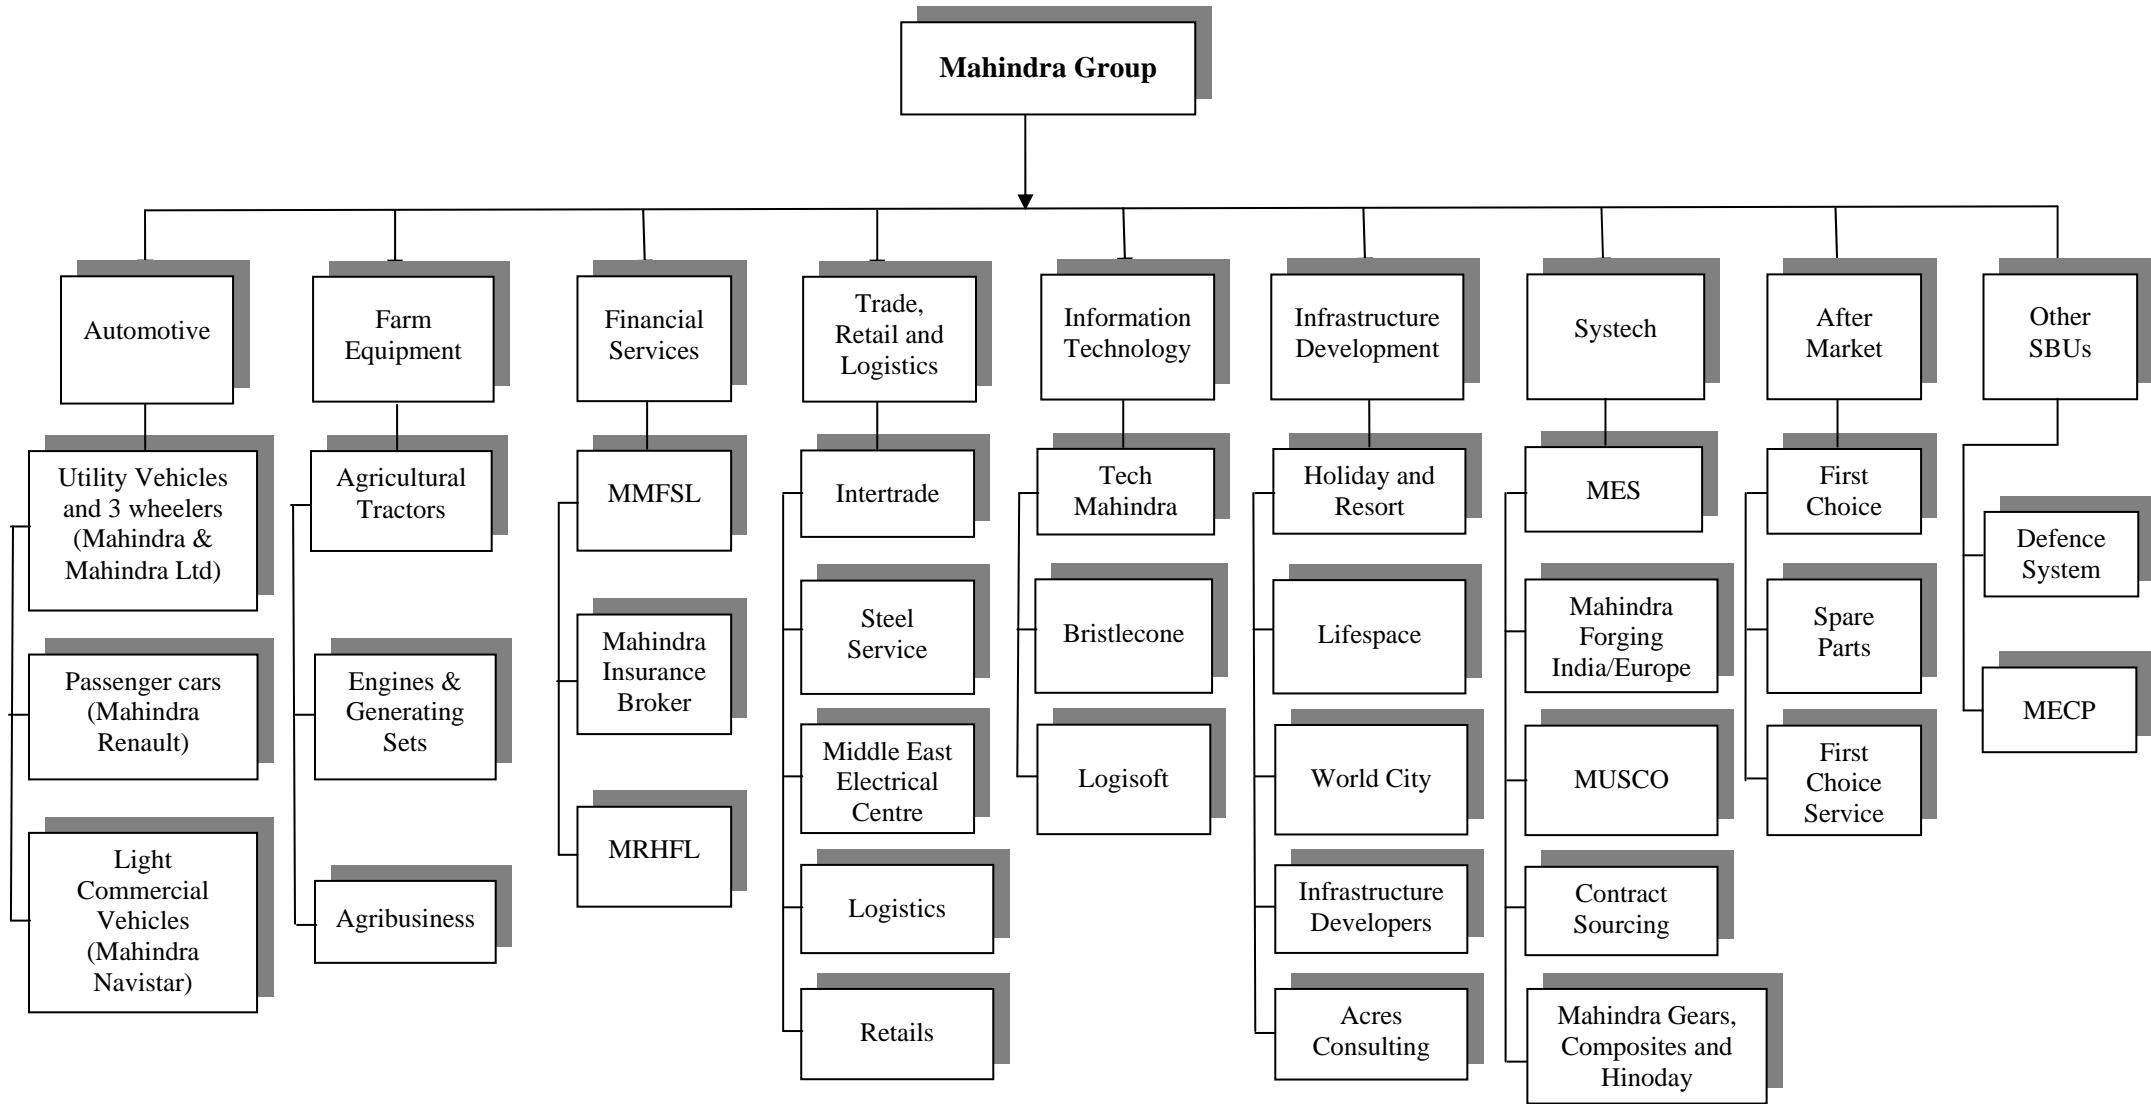 Mahindra Group
Automotive
Farm
Equipment
Financial
Services
Trade,
Retail and
Logistics
Information
Technology
Infrastructure
Development
Systech
After
Market
Other
SBUs
Utility Vehicles
and 3 wheelers
(Mahindra &
Mahindra Ltd)
Passenger cars
(Mahindra
Renault)
Light
Commercial
Vehicles
(Mahindra
Navistar)
Agricultural
Tractors
Engines &
Generating
Sets
Agribusiness
MMFSL
Mahindra
Insurance
Broker
MRHFL
Intertrade
Steel
Service
Middle East
Electrical
Centre
Logistics
Retails
Tech
Mahindra
Bristlecone
Logisoft
Holiday and
Resort
Lifespace
World City
Infrastructure
Developers
Acres
Consulting
MES
Mahindra
Forging
India/Europe
MUSCO
Contract
Sourcing
Mahindra Gears,
Composites and
Hinoday
First
Choice
Spare
Parts
First
Choice
Service
Defence
System
MECP